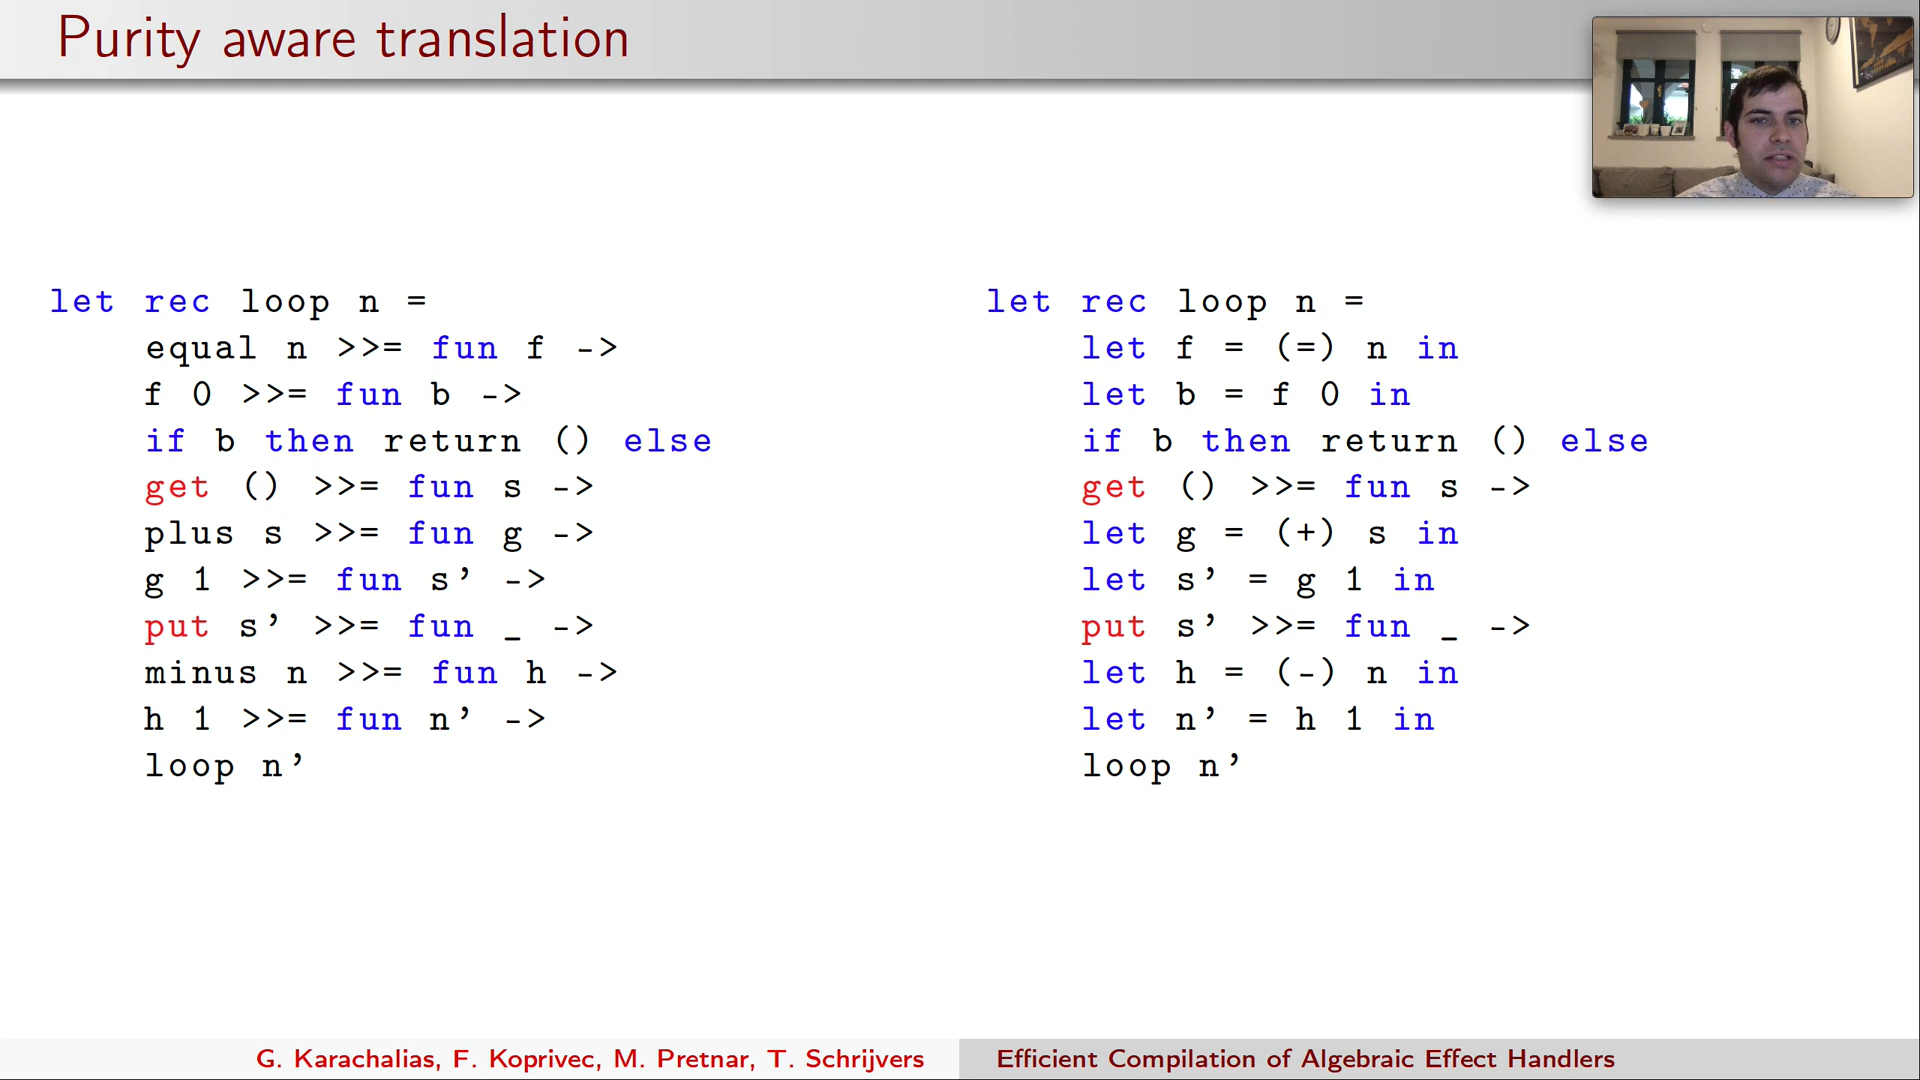 Purity aware translation
let rec loop n =
equal n >>= fun f ->
f 0 >>= fun b ->
if b then return () else
get () >>= fun s ->
plus s >>= fun g ->
g 1 >>= fun s’ ->
put s’ >>= fun _ ->
minus n >>= fun h ->
h 1 >>= fun n’ ->
loop n’
let rec loop n =
let f = (=) n in
let b = f 0 in
if b then return () else
get () >>= fun s ->
let g = (+) s in
let s’ = g 1 in
put s’ >>= fun _ ->
let h = (-) n in
let n’ = h 1 in
loop n’
G. Karachalias, F. Koprivec, M. Pretnar, T. Schrijvers
Efficient Compilation of Algebraic Effect Handlers